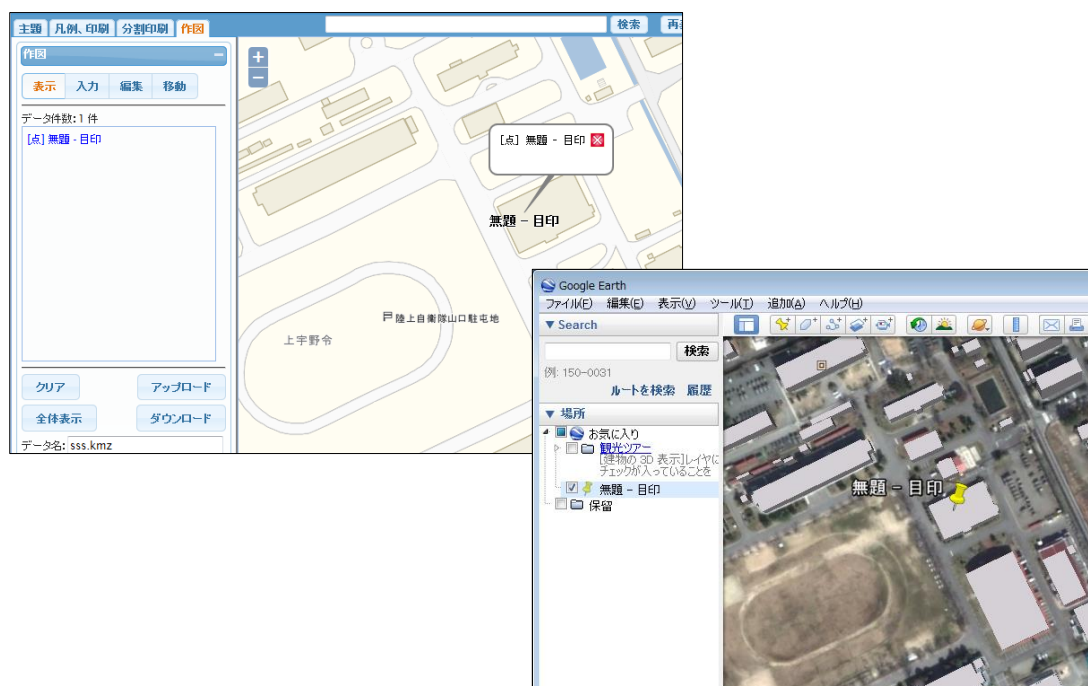 主題 凡例、印刷 分割印刷 作図
検索
作図
表示 入力 編集 移動
データ件数:1 件
[点] 無題 - 目印
クリア アップロード
全体表示 ダウンロード
データ名: sss.kmz
+
−
[点] 無題 - 目印
無題 - 目印
陸上自衛隊山口駐屯地
上宇野令
Google Earth
ファイル(F) 編集(E) 表示(V) ツール(T) 追加(A) ヘルプ(H)
▼ Search
検索
例: 150-0031
ルートを検索 履歴
▼ 場所
お気に入り
観光ツアー
[建物の 3D 表示]レイヤに
チェックが入っていることを
無題 - 目印
保留
無題 - 目印